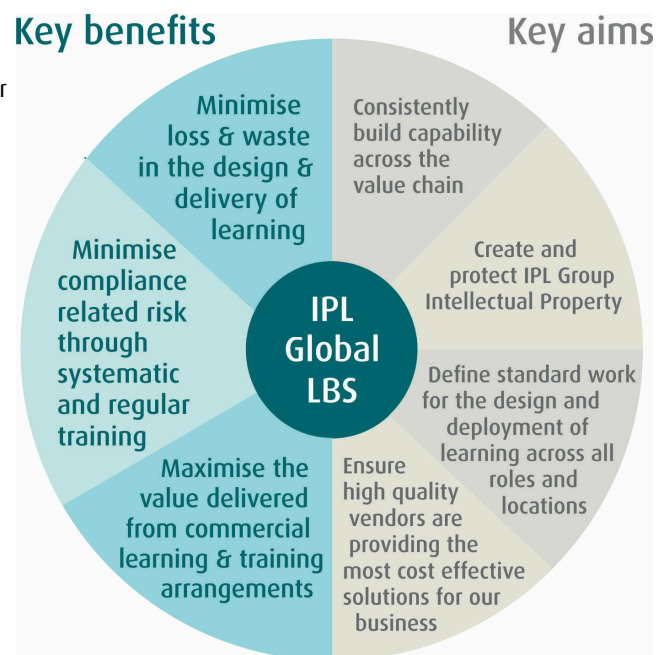 Key benefits
Key aims
r
Minimise
loss & waste
in the design &
delivery of
learning
Minimise
compliance
related risk
through
systematic
and regular
training
Maximise the
value delivered
from commercial
learning & training
arrangements
IPL
Global
LBS
Consistently
build capability
across the
value chain
Create and
protect IPL Group
Intellectual Property
Define standard work
for the design and
deployment of
learning across all
roles and
locations
Ensure
high quality
vendors are
providing the
most cost effective
solutions for our
business